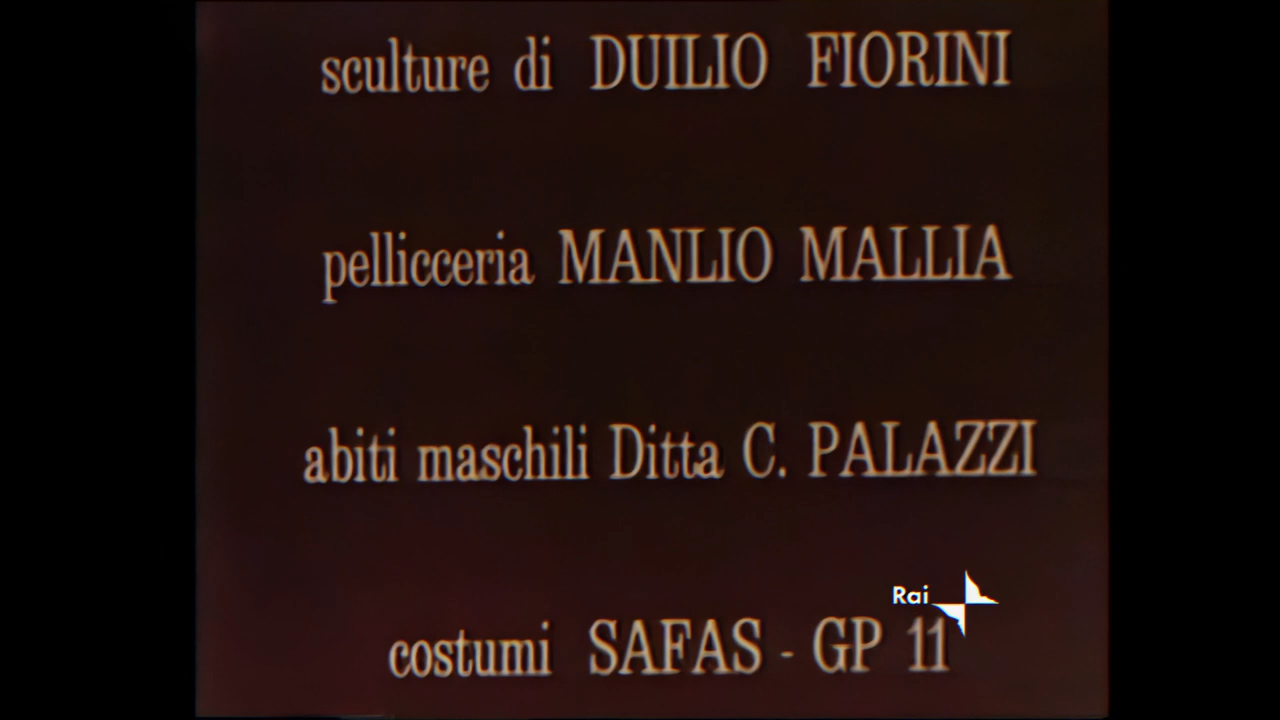 sculture di DUILIO FIORINI
pellicceria MANLIO MALLIA
abiti maschili Ditta C. PALAZZI
Rai
costumi SAFAS - GP 11